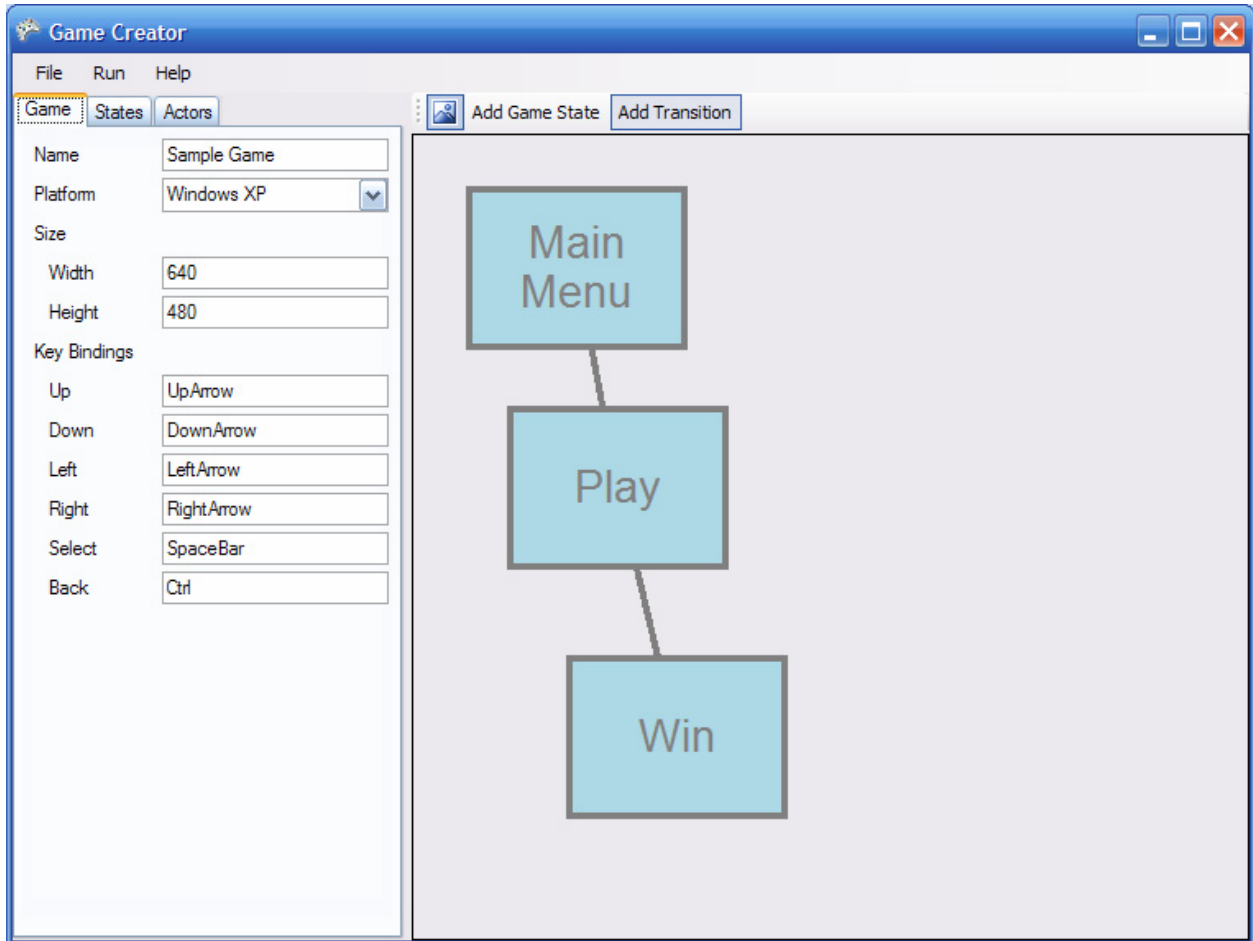 Game Creator
File Run Help
Game States Actors
Add Game State Add Transition
Name Sample Game
Platform Windows XP
Size
Width 640
Height 480
Key Bindings
Up UpArrow
Down DownArrow
Left LeftArrow
Right RightArrow
Select SpaceBar
Back Ctrl
Main
Menu
Play
Win